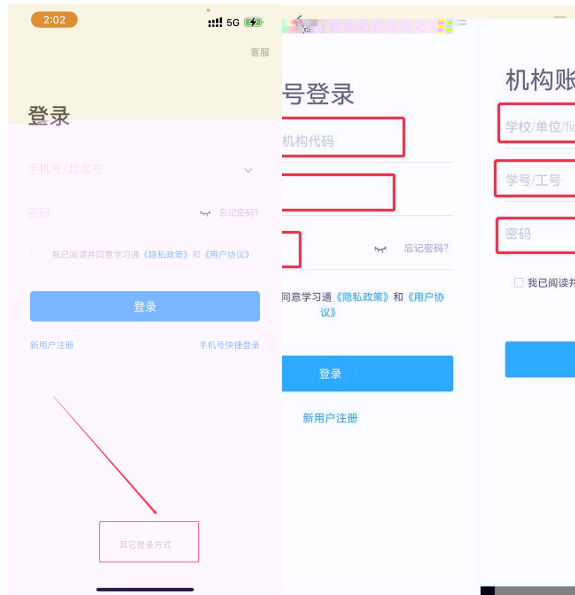 2:02
5G
客服
登录
手机号/超星号
密码
忘记密码?
我已阅读并同意学习通《隐私政策》和《用户协议》
登录
新用户注册
手机号快捷登录
其它登录方式
号登录
机构代码
忘记密码?
同意学习通《隐私政策》和《用户协
议》
登录
新用户注册
机构账
学校/单位/fid
学号/工号
密码
我已阅读并